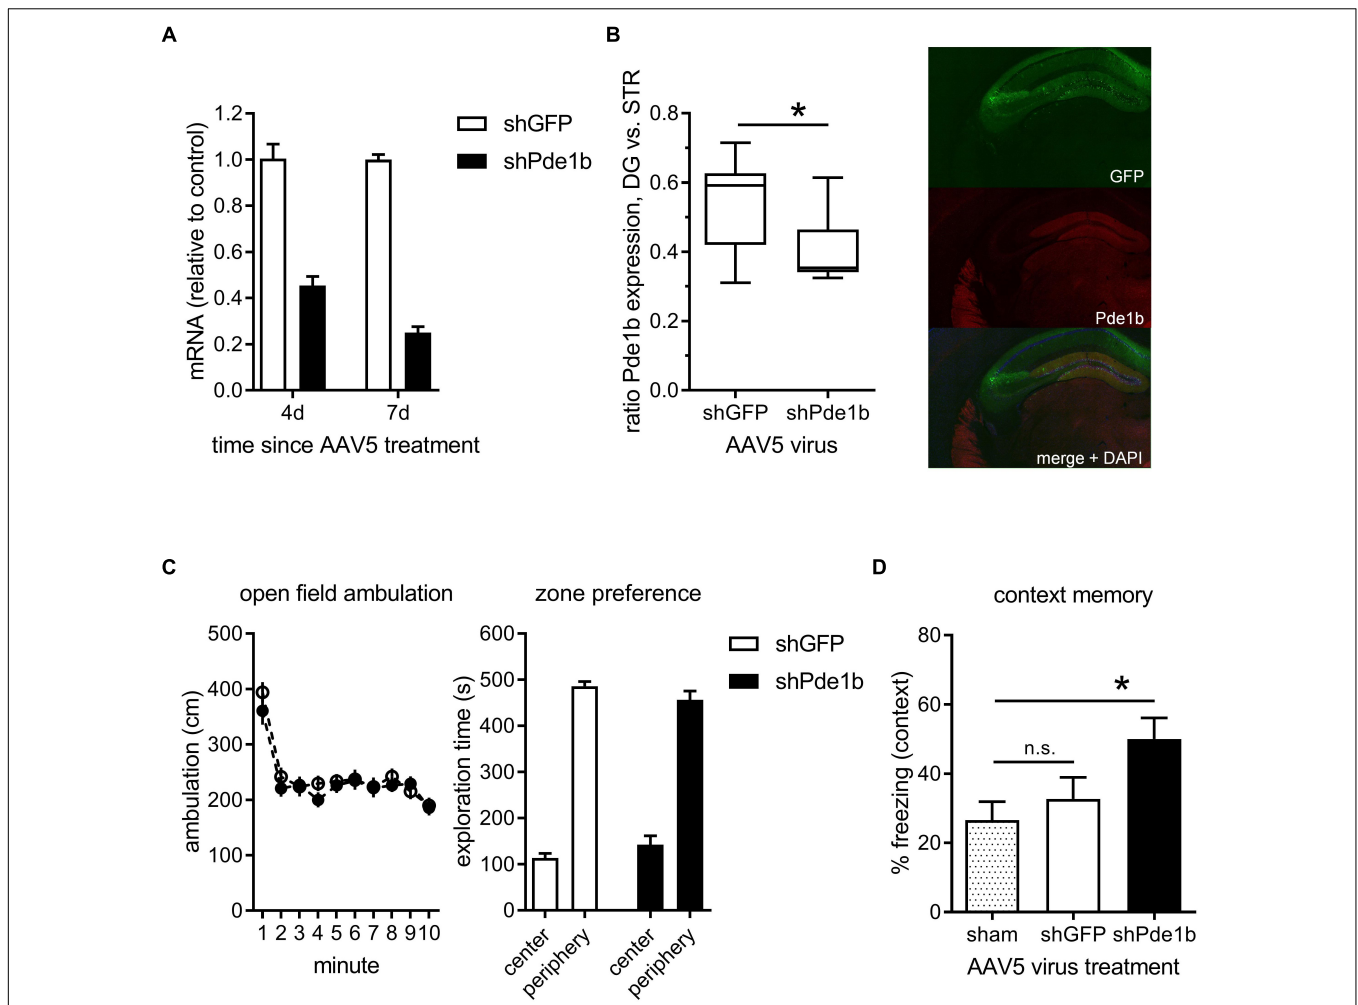 A
mRNA (relative to control)
1.2
1.0
0.8
0.6
0.4
0.2
0.0
4d 7d
time since AAV5 treatment
shGFP
shPde1b
B
ratio Pde1b expression, DG vs. STR
0.8
0.6
0.4
0.2
0.0
*
shGFP shPde1b
AAV5 virus
GFP
Pde1b
merge + DAPI
C
open field ambulation
ambulation (cm)
500
400
300
200
100
0
1 2 3 4 5 6 7 8 9 10
minute
zone preference
exploration time (s)
600
500
400
300
200
100
0
center periphery center periphery
shGFP
shPde1b
D
context memory
% freezing (context)
80
60
40
20
0
*
n.s.
sham shGFP shPde1b
AAV5 virus treatment